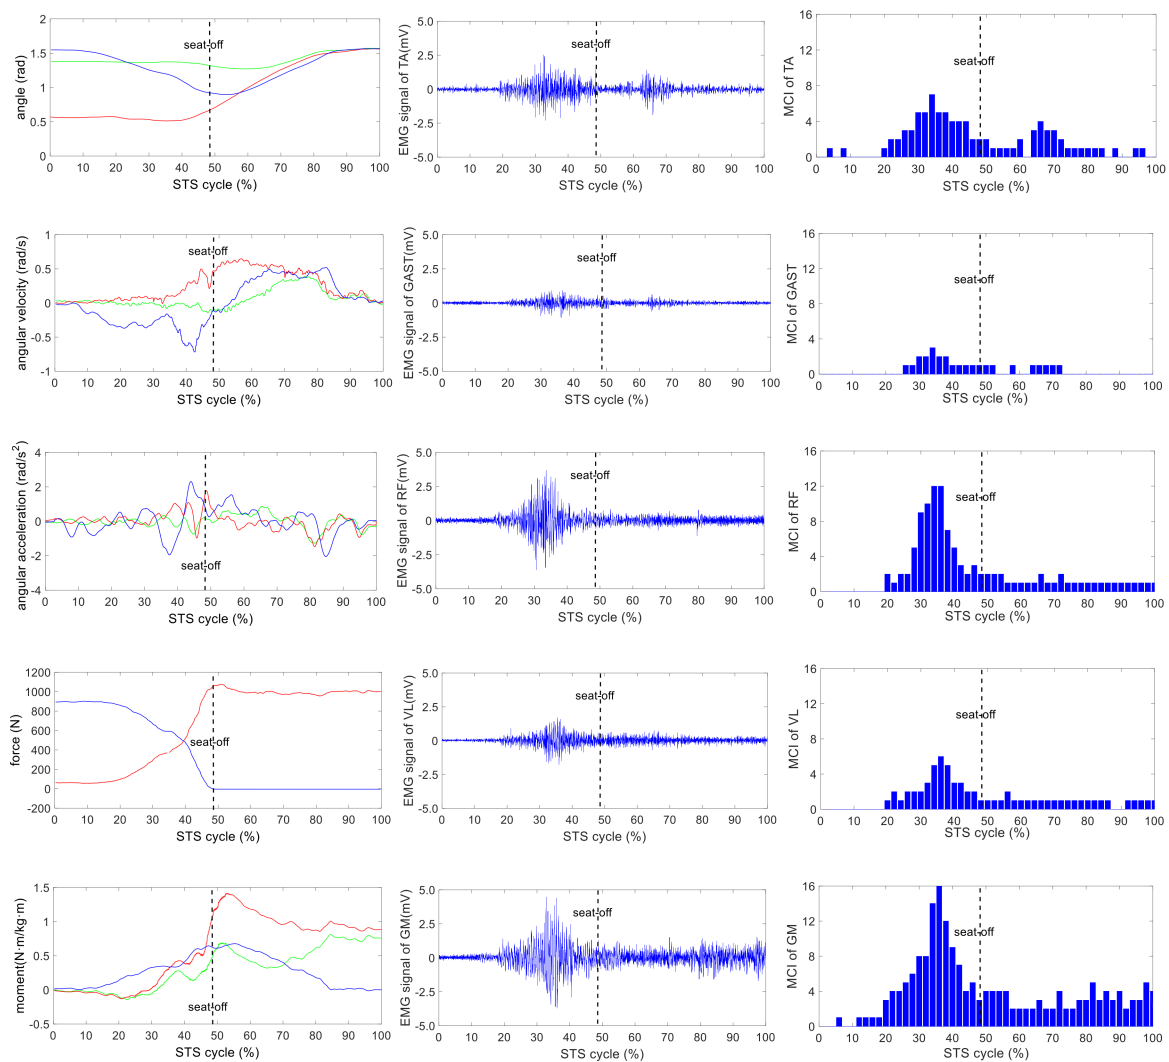 2
1.5
1
0.5
0
angle (rad)
seat-off
0 10 20 30 40 50 60 70 80 90 100
STS cycle (%)
5.0
2.5
0
-2.5
-5.0
EMG signal of TA(mV)
seat-off
0 10 20 30 40 50 60 70 80 90 100
STS cycle (%)
16
12
8
4
0
MCI of TA
seat-off
0 10 20 30 40 50 60 70 80 90 100
STS cycle (%)
1
0.5
0
-0.5
-1
angular velocity (rad/s)
seat-off
0 10 20 30 40 50 60 70 80 90 100
STS cycle (%)
5.0
2.5
0
-2.5
-5.0
EMG signal of GAST(mV)
seat-off
0 10 20 30 40 50 60 70 80 90 100
STS cycle (%)
16
12
8
4
0
MCI of GAST
seat-off
0 10 20 30 40 50 60 70 80 90 100
STS cycle (%)
4
2
0
-2
-4
angular acceleration (rad/s²)
seat-off
0 10 20 30 40 50 60 70 80 90 100
STS cycle (%)
5.0
2.5
0
-2.5
-5.0
EMG signal of RF(mV)
seat-off
0 10 20 30 40 50 60 70 80 90 100
STS cycle (%)
16
12
8
4
0
MCI of RF
seat-off
0 10 20 30 40 50 60 70 80 90 100
STS cycle (%)
1200
1000
800
600
400
200
0
-200
force (N)
seat-off
0 10 20 30 40 50 60 70 80 90 100
STS cycle (%)
5.0
2.5
0
-2.5
-5.0
EMG signal of VL(mV)
seat-off
0 10 20 30 40 50 60 70 80 90 100
STS cycle (%)
16
12
8
4
0
MCI of VL
seat-off
0 10 20 30 40 50 60 70 80 90 100
STS cycle (%)
1.5
1
0.5
0
-0.5
moment(N·m/kg·m)
seat-off
0 10 20 30 40 50 60 70 80 90 100
STS cycle (%)
5.0
2.5
0
-2.5
-5.0
EMG signal of GM(mV)
seat-off
0 10 20 30 40 50 60 70 80 90 100
STS cycle (%)
16
12
8
4
0
MCI of GM
seat-off
0 10 20 30 40 50 60 70 80 90 100
STS cycle (%)